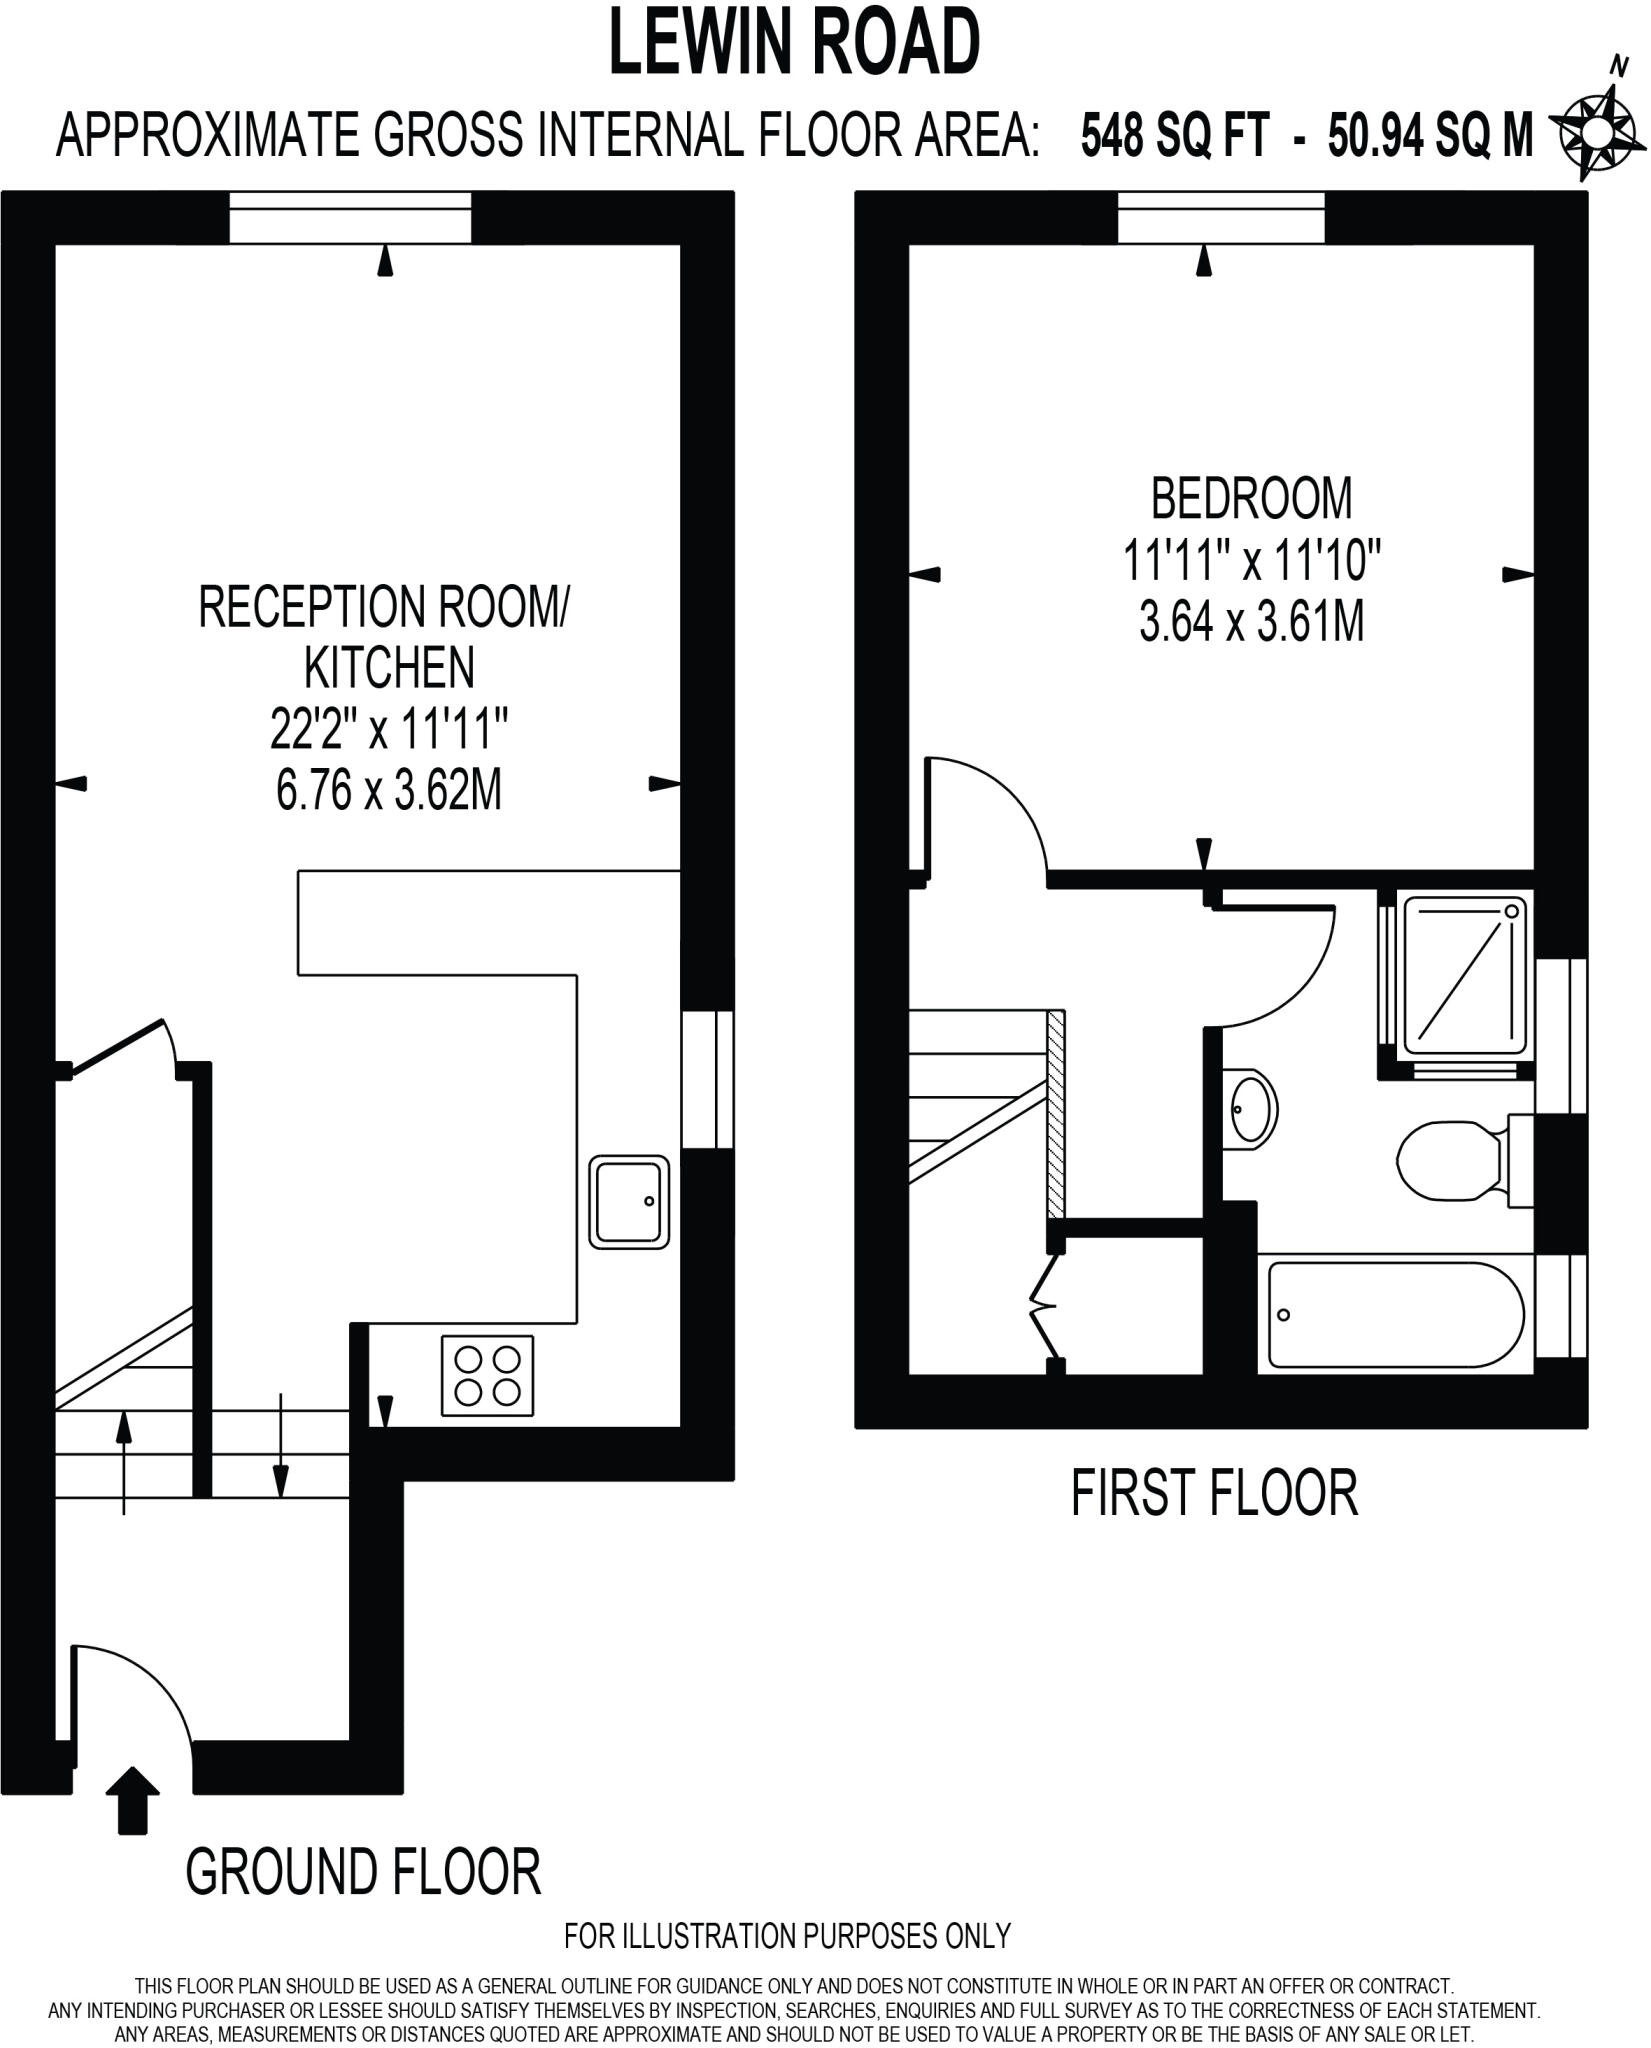 LEWIN ROAD
N
APPROXIMATE GROSS INTERNAL FLOOR AREA: 548 SQ FT - 50.94 SQ M
RECEPTION ROOM/
KITCHEN
22'2" x 11'11"
6.76 x 3.62M
BEDROOM
11'11" x 11'10"
3.64 x 3.61M
FIRST FLOOR
GROUND FLOOR
FOR ILLUSTRATION PURPOSES ONLY
THIS FLOOR PLAN SHOULD BE USED AS A GENERAL OUTLINE FOR GUIDANCE ONLY AND DOES NOT CONSTITUTE IN WHOLE OR IN PART AN OFFER OR CONTRACT.
ANY INTENDING PURCHASER OR LESSEE SHOULD SATISFY THEMSELVES BY INSPECTION, SEARCHES, ENQUIRIES AND FULL SURVEY AS TO THE CORRECTNESS OF EACH STATEMENT.
ANY AREAS, MEASUREMENTS OR DISTANCES QUOTED ARE APPROXIMATE AND SHOULD NOT BE USED TO VALUE A PROPERTY OR BE THE BASIS OF ANY SALE OR LET.